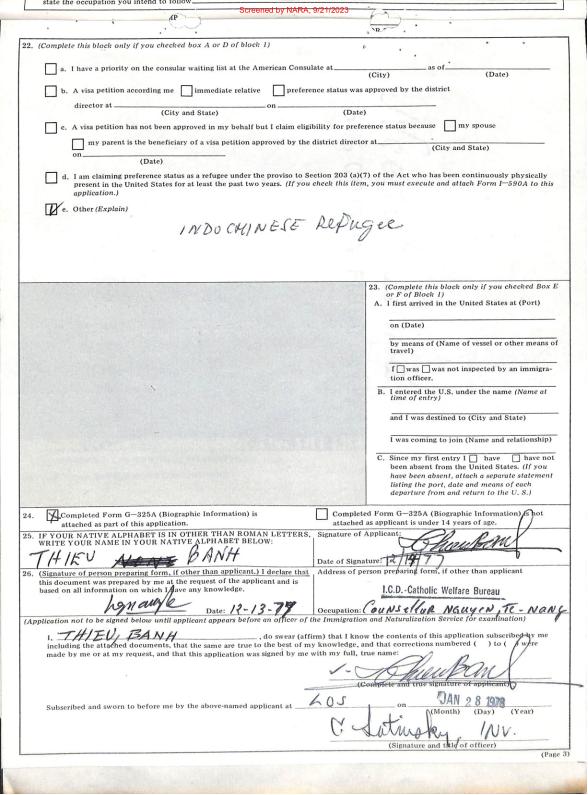 state the occupation you intend to follow
Screened by NARA, 9/21/2023
22. (Complete this block only if you checked box A or D of block 1)
a. I have a priority on the consular waiting list at the American Consulate at as of
(City) (Date)
b. A visa petition according me immediate relative preference status was approved by the district
director at on
(City and State) (Date)
c. A visa petition has not been approved in my behalf but I claim eligibility for preference status because my spouse
my parent is the beneficiary of a visa petition approved by the district director at
(City and State)
on
(Date)
d. I am claiming preference status as a refugee under the proviso to Section 203 (a)(7) of the Act who has been continuously physically
present in the United States for at least the past two years. (If you check this item, you must execute and attach Form I-590A to this
application.)
e. Other (Explain)
INDOCHINESE Refugee
23. (Complete this block only if you checked Box E
or F of Block 1)
A. I first arrived in the United States at (Port)
on (Date)
by means of (Name of vessel or other means of
travel)
I was was not inspected by an immigra-
tion officer.
B. I entered the U.S. under the name (Name at
time of entry)
and I was destined to (City and State)
I was coming to join (Name and relationship)
C. Since my first entry I have have not
been absent from the United States. (If you
have been absent, attach a separate statement
listing the port, date and means of each
departure from and return to the U.S.)
24. Completed Form G-325A (Biographic Information) is
attached as part of this application.
Completed Form G-325A (Biographic Information) is not
attached as applicant is under 14 years of age.
25. IF YOUR NATIVE ALPHABET IS IN OTHER THAN ROMAN LETTERS,
WRITE YOUR NAME IN YOUR NATIVE ALPHABET BELOW:
THIEU BANH
Signature of Applicant:
Date of Signature:
26. (Signature of person preparing form, if other than applicant.) I declare that
this document was prepared by me at the request of the applicant and is
based on all information on which I have any knowledge.
Date: 12-13-77
Address of person preparing form, if other than applicant
I.C.D.-Catholic Welfare Bureau
Occupation: Counsellor Nguyen, Te-Nang
(Application not to be signed below until applicant appears before an officer of the Immigration and Naturalization Service for examination)
I, THIEU, BANH, do swear (affirm) that I know the contents of this application subscribed by me
including the attached documents, that the same are true to the best of my knowledge, and that corrections numbered ( ) to ( ) were
made by me or at my request, and that this application was signed by me with my full, true name:
(Complete and true signature of applicant)
Subscribed and sworn to before me by the above-named applicant at LOS on JAN 28 1978
(Month) (Day) (Year)
C. Satinsky, INV.
(Signature and title of officer)
(Page 3)